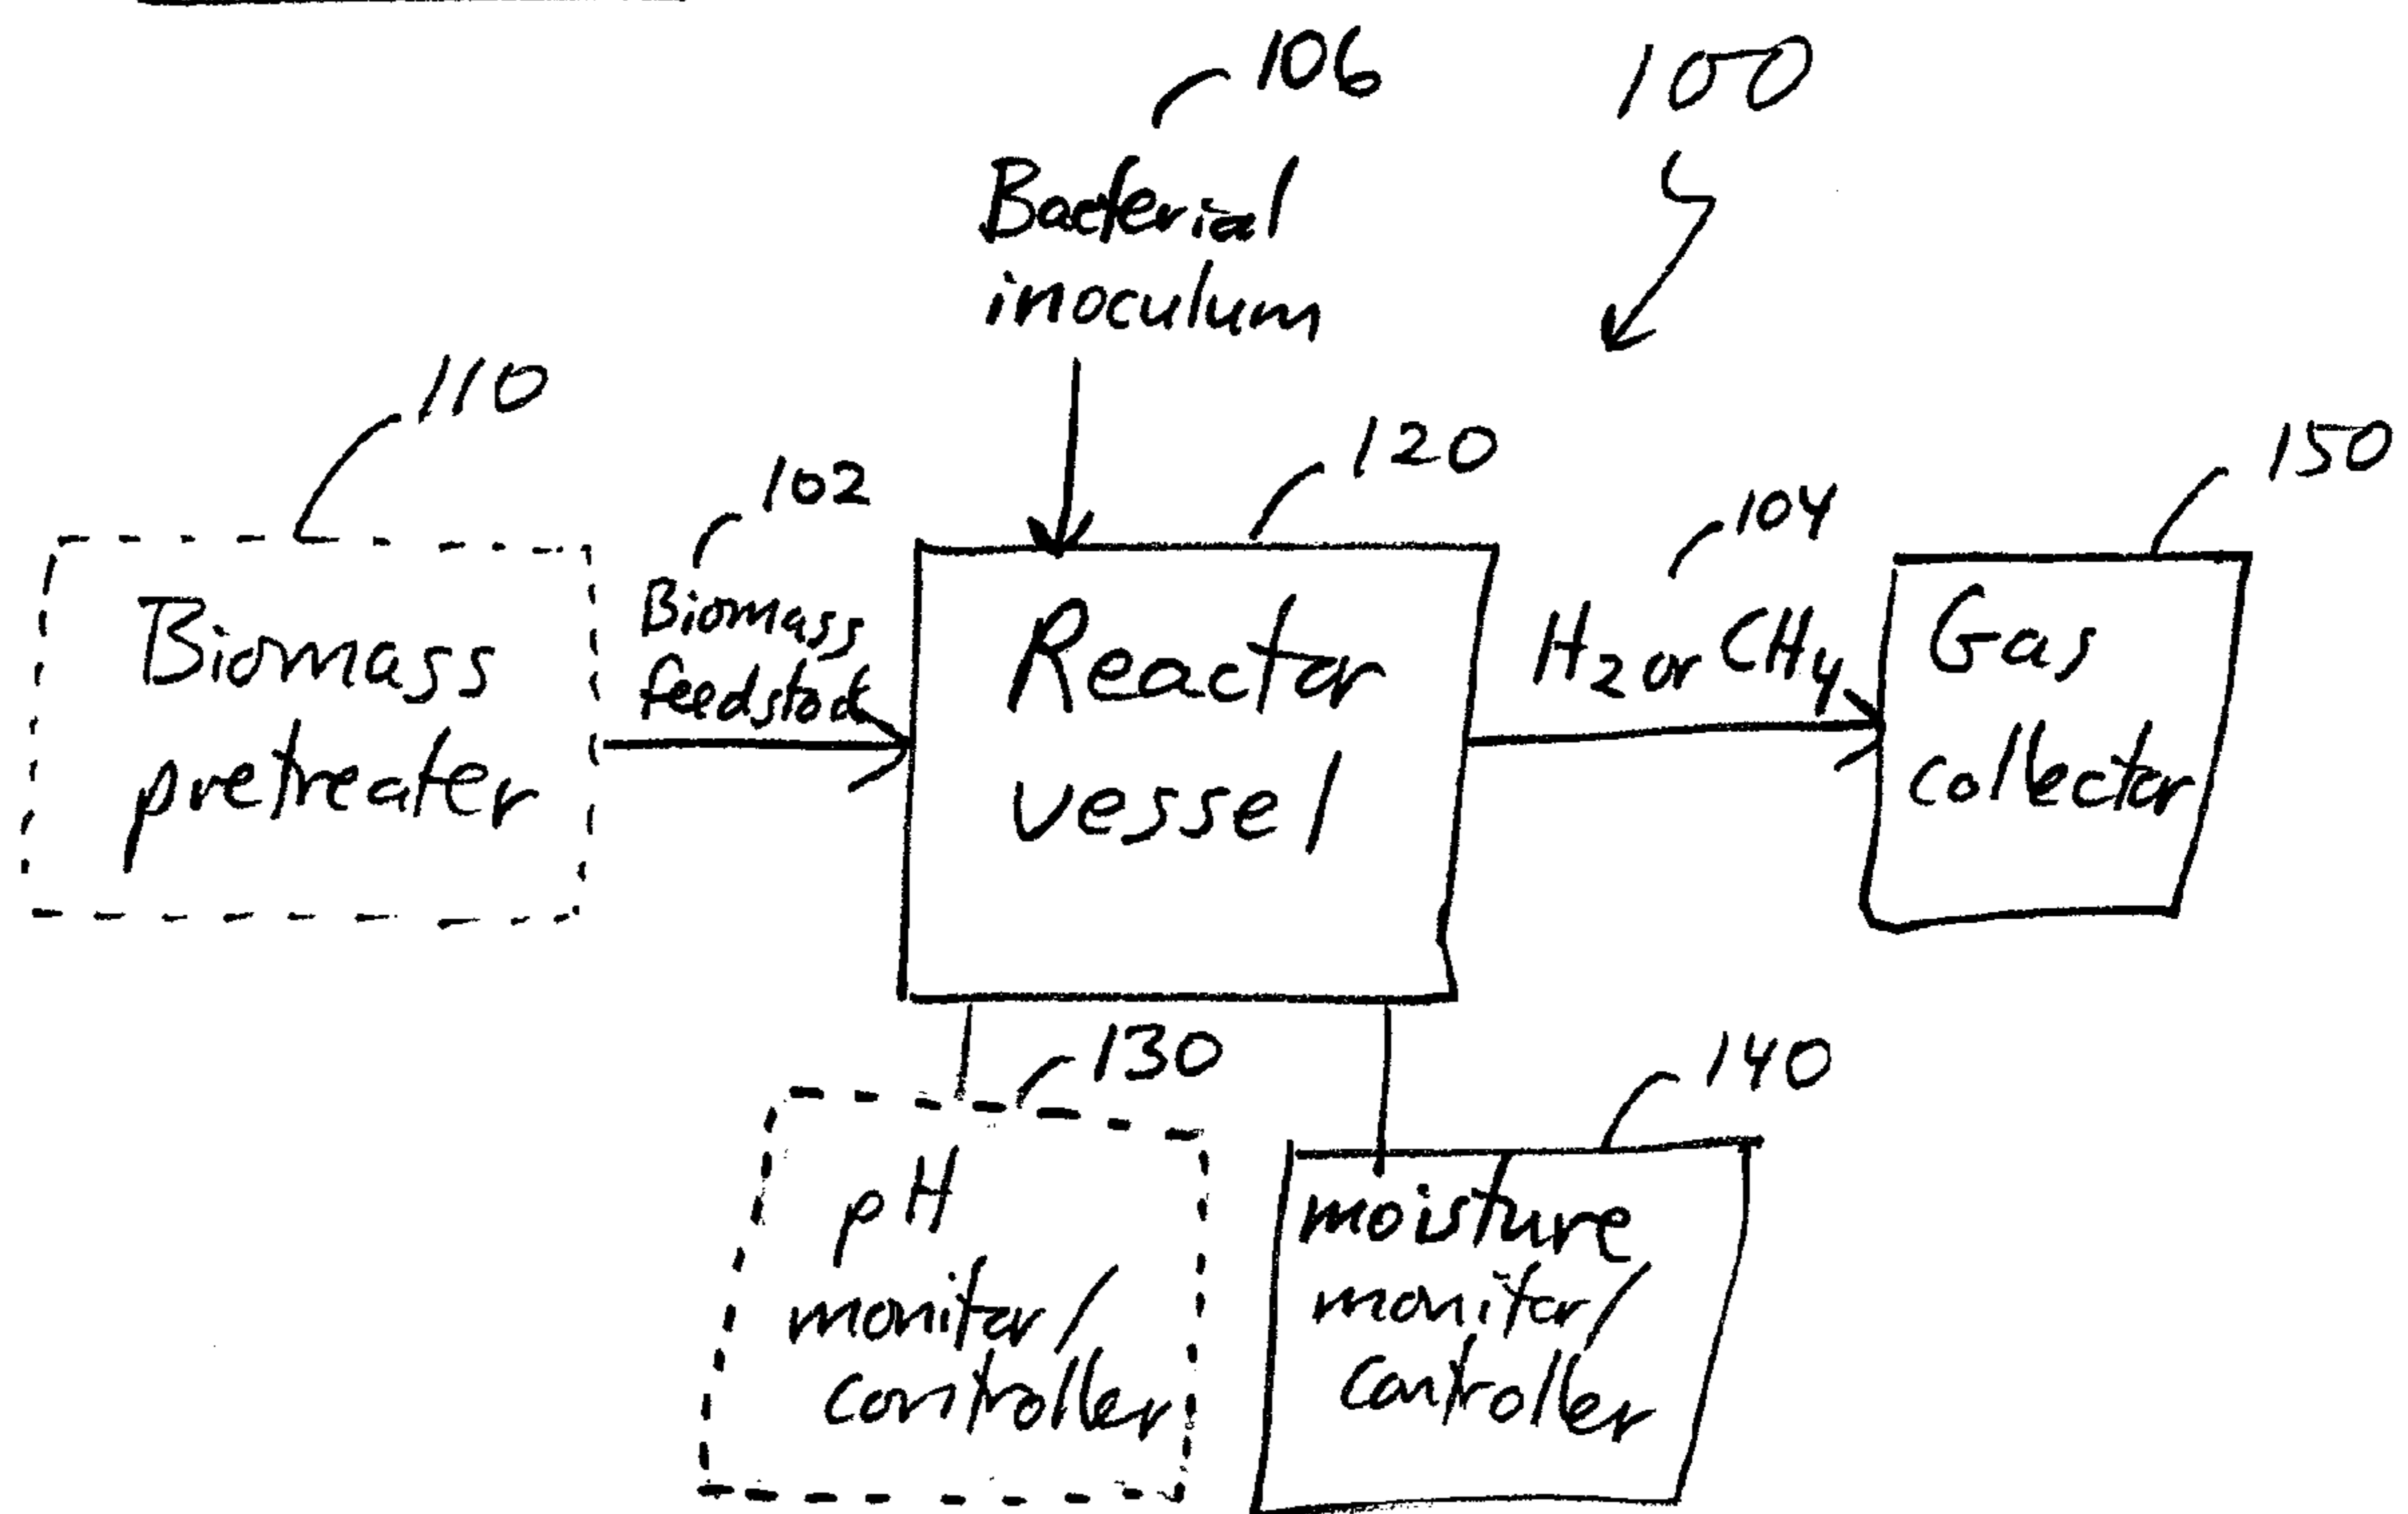 106
100
Bacterial
inoculum
110
102
120
104
150
Biomass
pretreater
Biomass
feedstock
Reactor
vessel
H2 or CH4
Gas
collector
130
140
pH
monitor/
controller
moisture
monitor/
controller